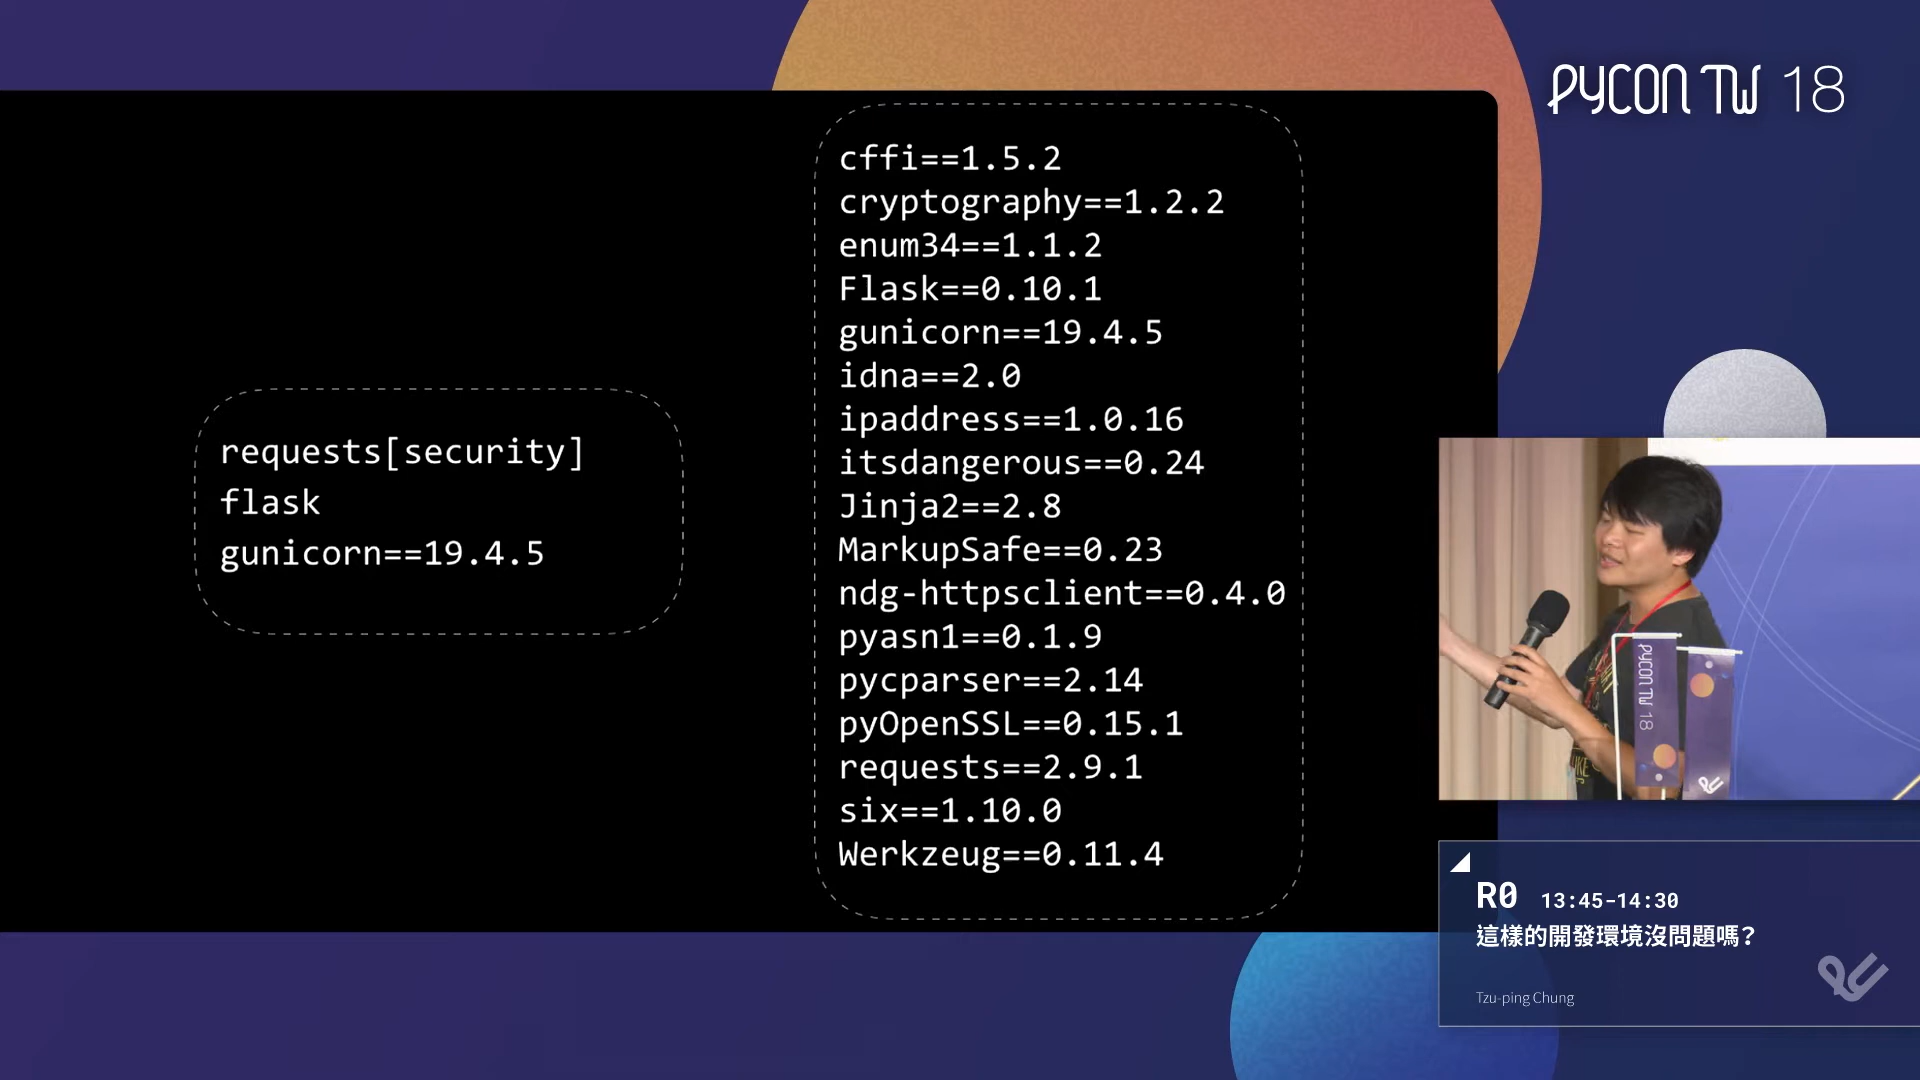 PYCON TW 18
requests[security]
flask
gunicorn==19.4.5
cffi==1.5.2
cryptography==1.2.2
enum34==1.1.2
Flask==0.10.1
gunicorn==19.4.5
idna==2.0
ipaddress==1.0.16
itsdangerous==0.24
Jinja2==2.8
MarkupSafe==0.23
ndg-httpsclient==0.4.0
pyasn1==0.1.9
pycparser==2.14
pyOpenSSL==0.15.1
requests==2.9.1
six==1.10.0
Werkzeug==0.11.4
PYCON TW 18
R0 13:45-14:30
這樣的開發環境沒問題嗎?
Tzu-ping Chung